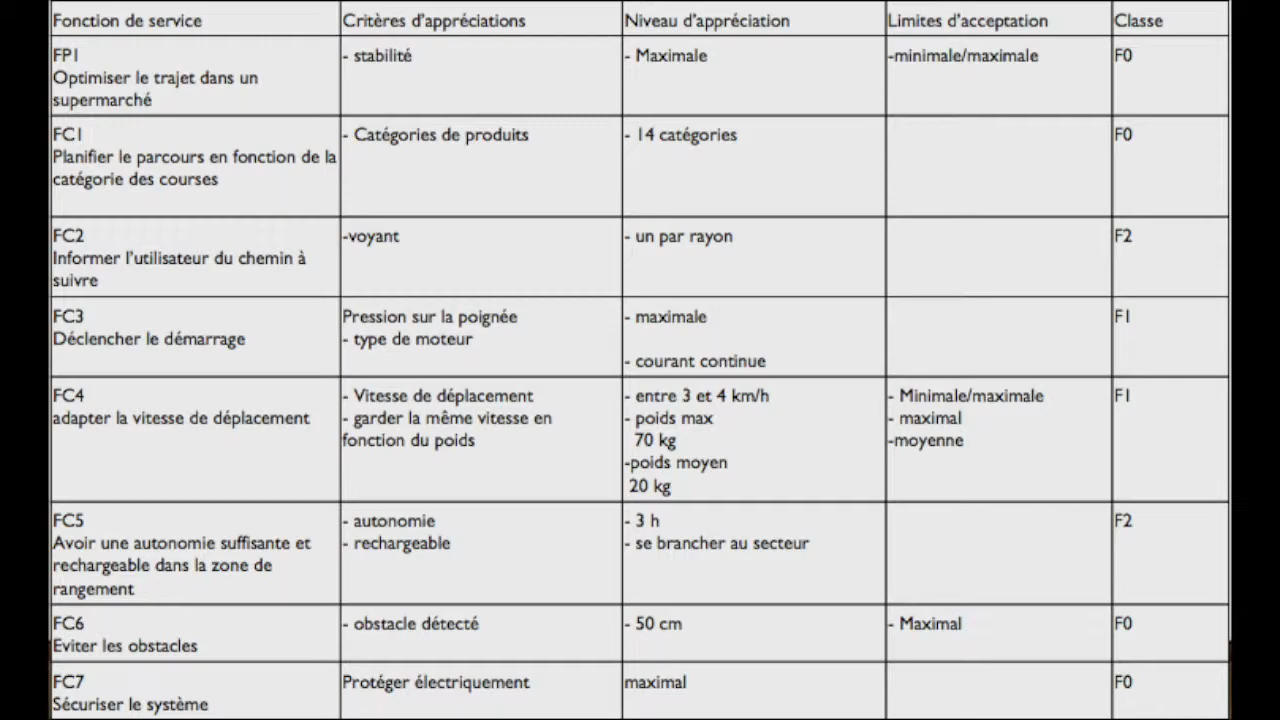 Fonction de service
Critères d'appréciations
Niveau d'appréciation
Limites d'acceptation
Classe
FP1
Optimiser le trajet dans un
supermarché
- stabilité
- Maximale
-minimale/maximale
F0
FC1
Planifier le parcours en fonction de la
catégorie des courses
- Catégories de produits
- 14 catégories
F0
FC2
Informer l'utilisateur du chemin à
suivre
-voyant
- un par rayon
F2
FC3
Déclencher le démarrage
Pression sur la poignée
- type de moteur
- maximale
- courant continue
F1
FC4
adapter la vitesse de déplacement
- Vitesse de déplacement
- garder la même vitesse en
fonction du poids
- entre 3 et 4 km/h
- poids max
70 kg
-poids moyen
20 kg
- Minimale/maximale
- maximal
-moyenne
F1
FC5
Avoir une autonomie suffisante et
rechargeable dans la zone de
rangement
- autonomie
- rechargeable
- 3 h
- se brancher au secteur
F2
FC6
Eviter les obstacles
- obstacle détecté
- 50 cm
- Maximal
F0
FC7
Sécuriser le système
Protéger électriquement
maximal
F0